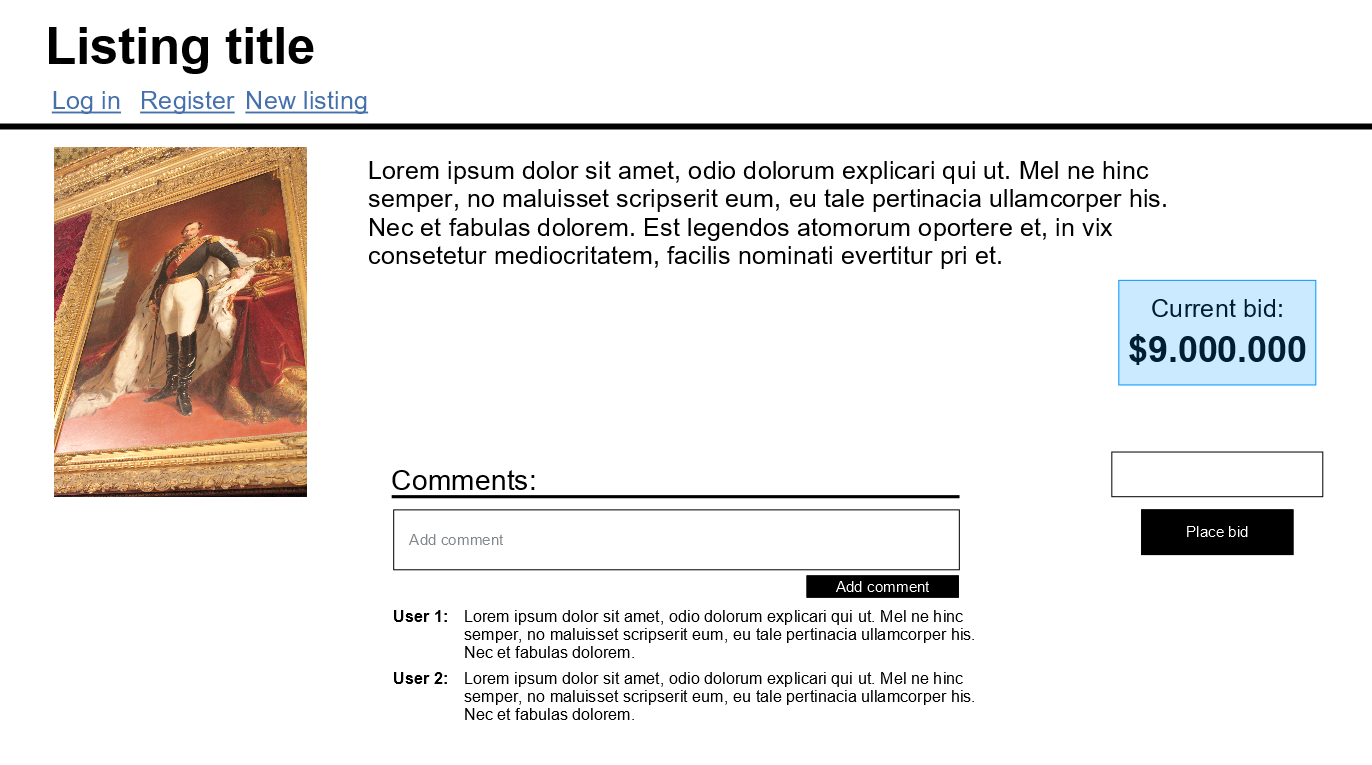 Listing title
Log in Register New listing
Lorem ipsum dolor sit amet, odio dolorum explicari qui ut. Mel ne hinc
semper, no maluisset scripserit eum, eu tale pertinacia ullamcorper his.
Nec et fabulas dolorem. Est legendos atomorum oportere et, in vix
consetetur mediocritatem, facilis nominati evertitur pri et.
Current bid:
$9.000.000
Comments:
Add comment
Place bid
Add comment
User 1: Lorem ipsum dolor sit amet, odio dolorum explicari qui ut. Mel ne hinc
semper, no maluisset scripserit eum, eu tale pertinacia ullamcorper his.
Nec et fabulas dolorem.
User 2: Lorem ipsum dolor sit amet, odio dolorum explicari qui ut. Mel ne hinc
semper, no maluisset scripserit eum, eu tale pertinacia ullamcorper his.
Nec et fabulas dolorem.